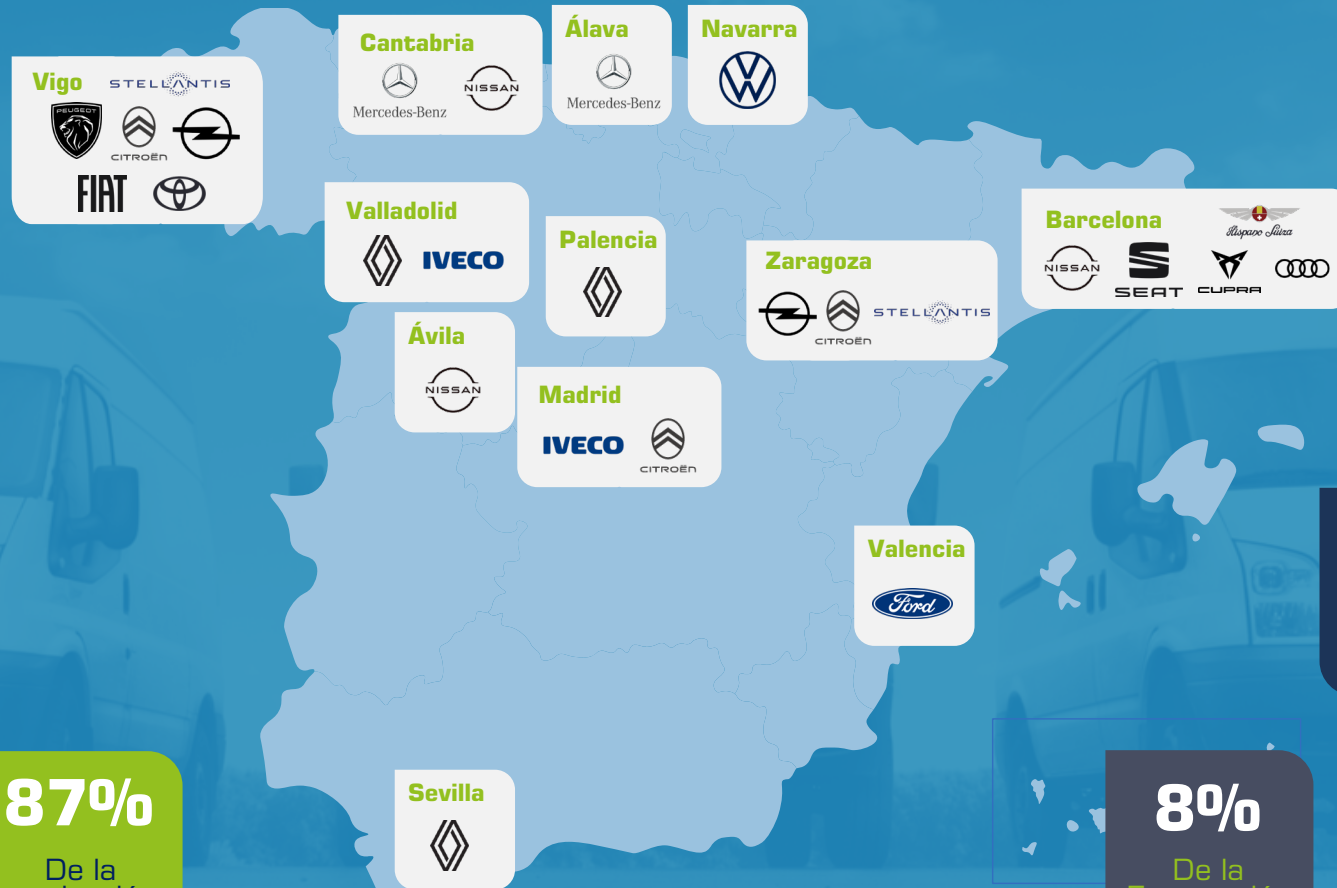 Vigo
STELLANTIS
PEUGEOT
CITROËN
FIAT
Cantabria
Mercedes-Benz
NISSAN
Álava
Mercedes-Benz
Navarra
Valladolid
IVECO
Palencia
Zaragoza
CITROËN
STELLANTIS
Barcelona
Hispano Suiza
NISSAN
SEAT
CUPRA
Ávila
NISSAN
Madrid
IVECO
CITROËN
Valencia
Ford
Sevilla
87%
De la
8%
De la